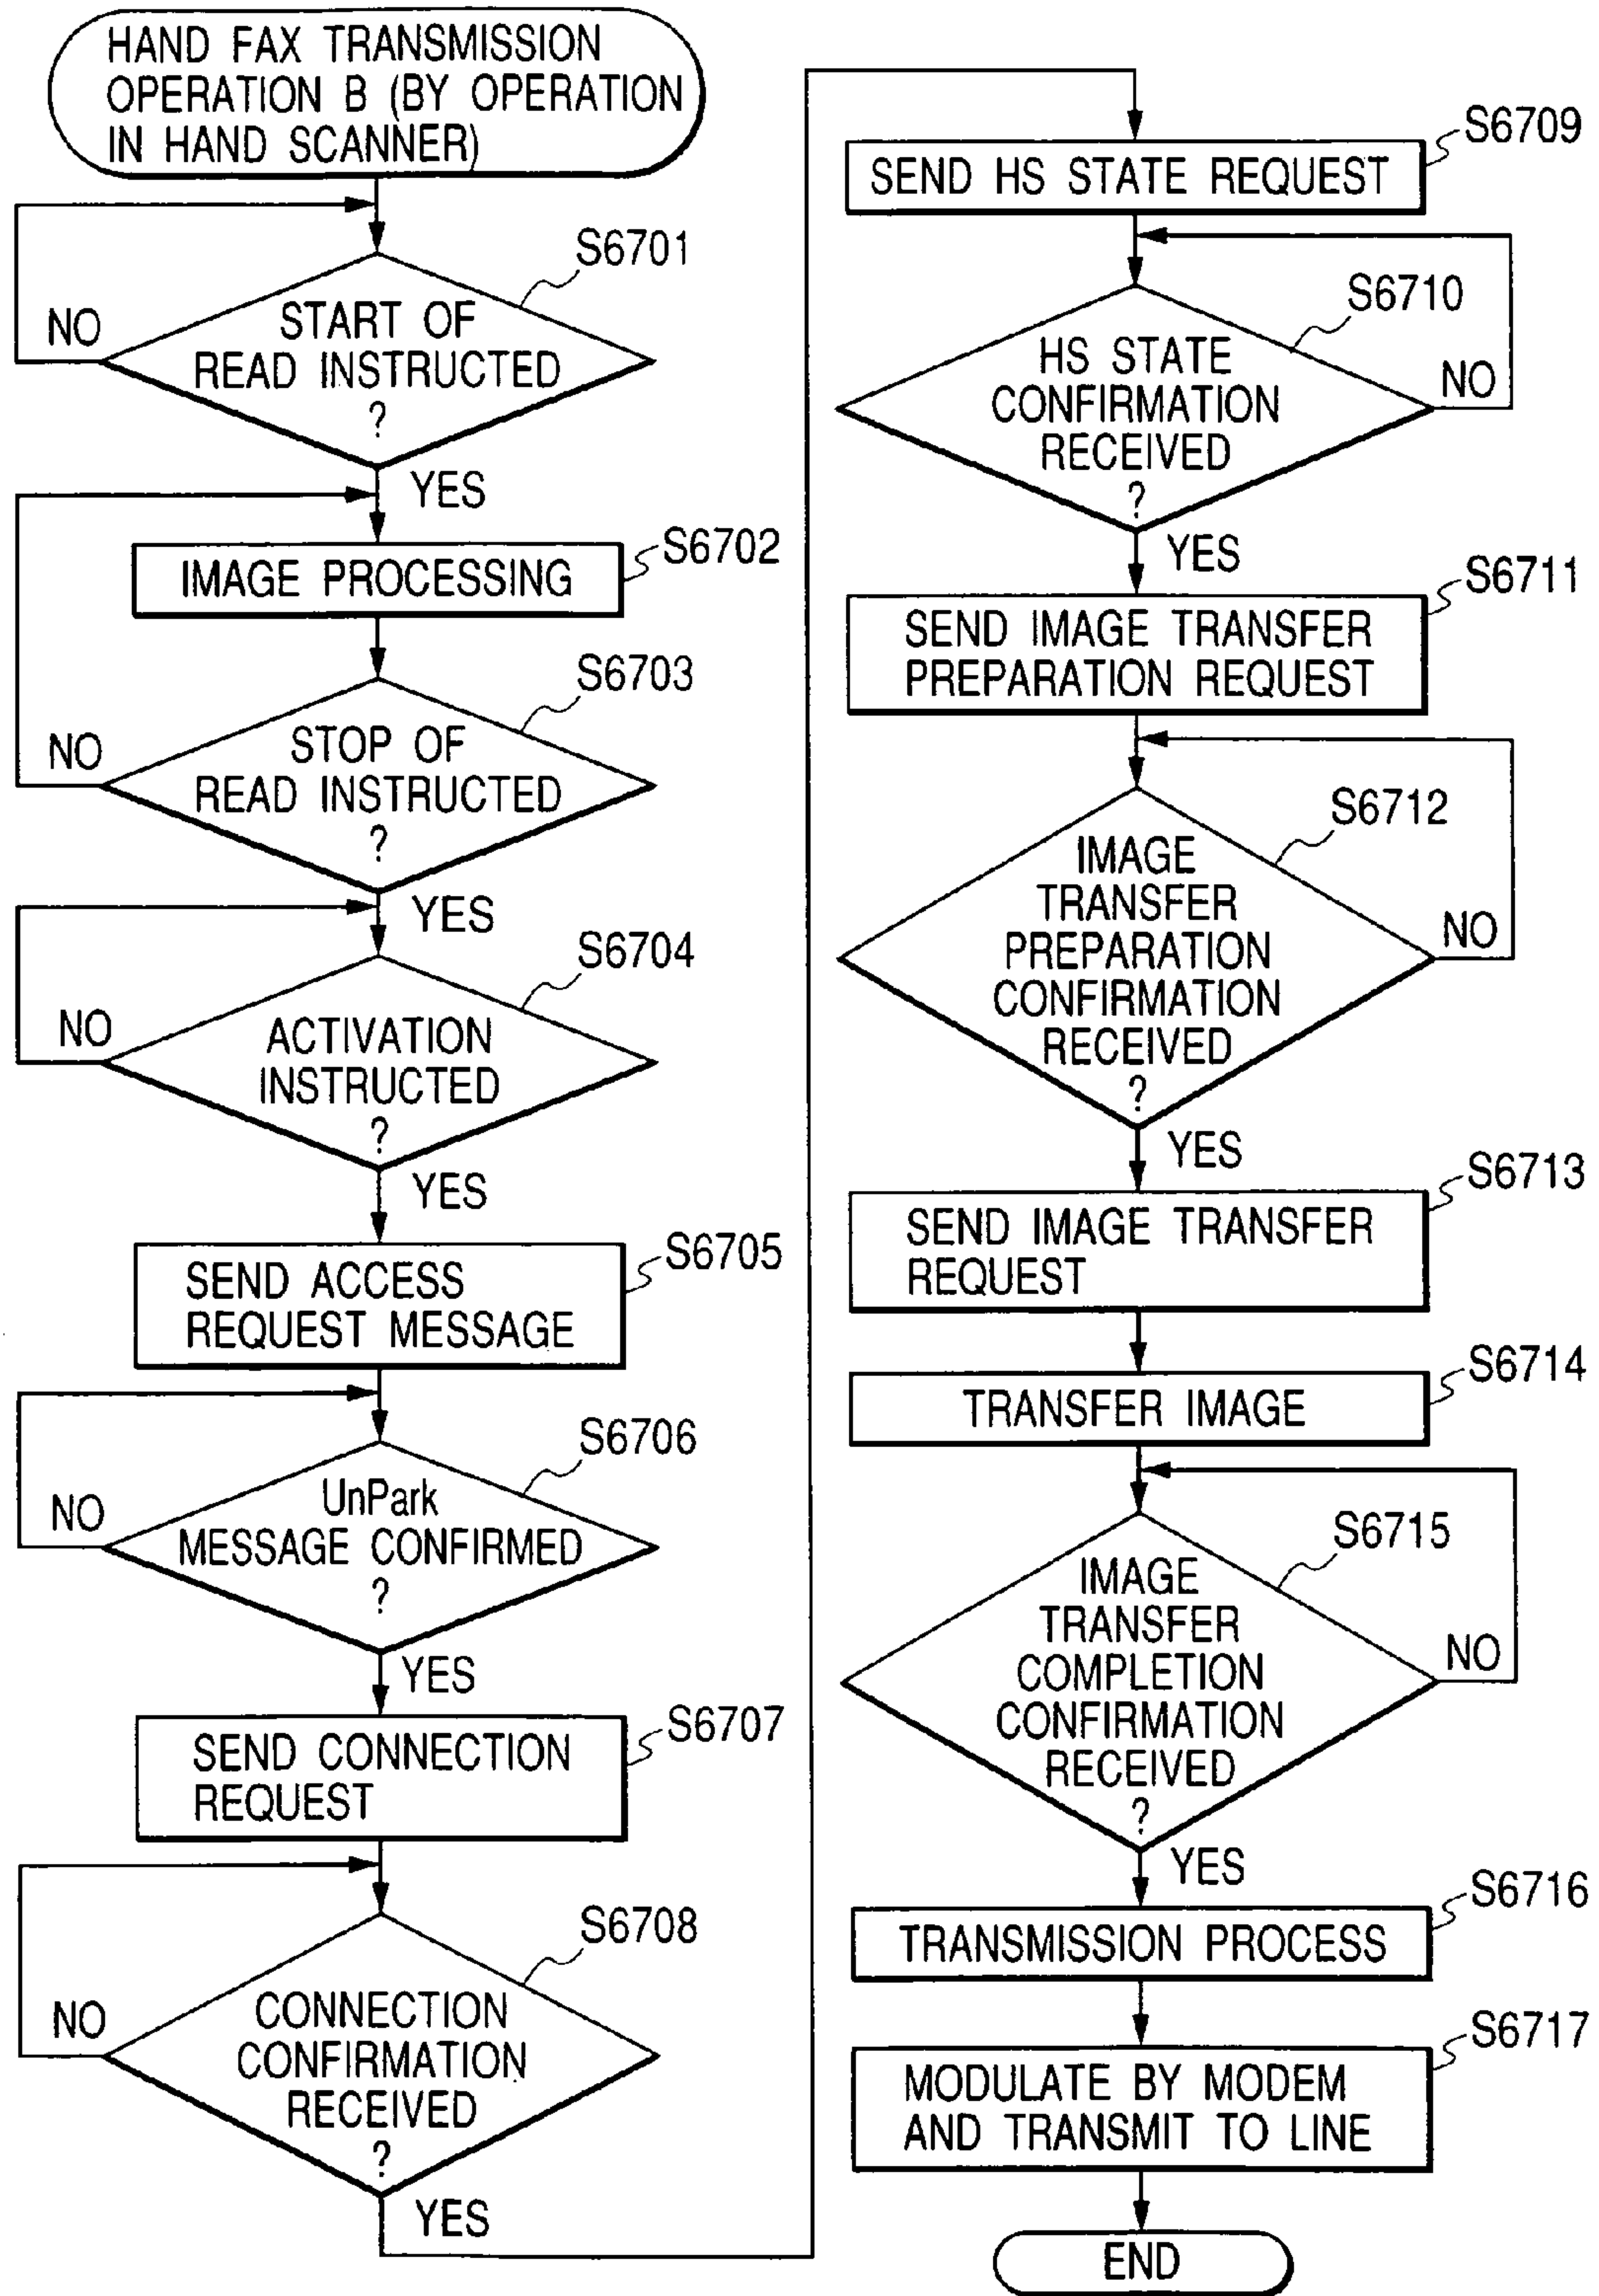 HAND FAX TRANSMISSION
OPERATION B (BY OPERATION
IN HAND SCANNER)
S6701
START OF
READ INSTRUCTED
?
NO
YES
S6702
IMAGE PROCESSING
S6703
STOP OF
READ INSTRUCTED
?
NO
YES
S6704
ACTIVATION
INSTRUCTED
?
NO
YES
S6705
SEND ACCESS
REQUEST MESSAGE
S6706
UnPark
MESSAGE CONFIRMED
?
NO
YES
S6707
SEND CONNECTION
REQUEST
S6708
CONNECTION
CONFIRMATION
RECEIVED
?
NO
YES
S6709
SEND HS STATE REQUEST
S6710
HS STATE
CONFIRMATION
RECEIVED
?
NO
YES
S6711
SEND IMAGE TRANSFER
PREPARATION REQUEST
S6712
IMAGE
TRANSFER
PREPARATION
CONFIRMATION
RECEIVED
?
NO
YES
S6713
SEND IMAGE TRANSFER
REQUEST
S6714
TRANSFER IMAGE
S6715
IMAGE
TRANSFER
COMPLETION
CONFIRMATION
RECEIVED
?
NO
YES
S6716
TRANSMISSION PROCESS
S6717
MODULATE BY MODEM
AND TRANSMIT TO LINE
END